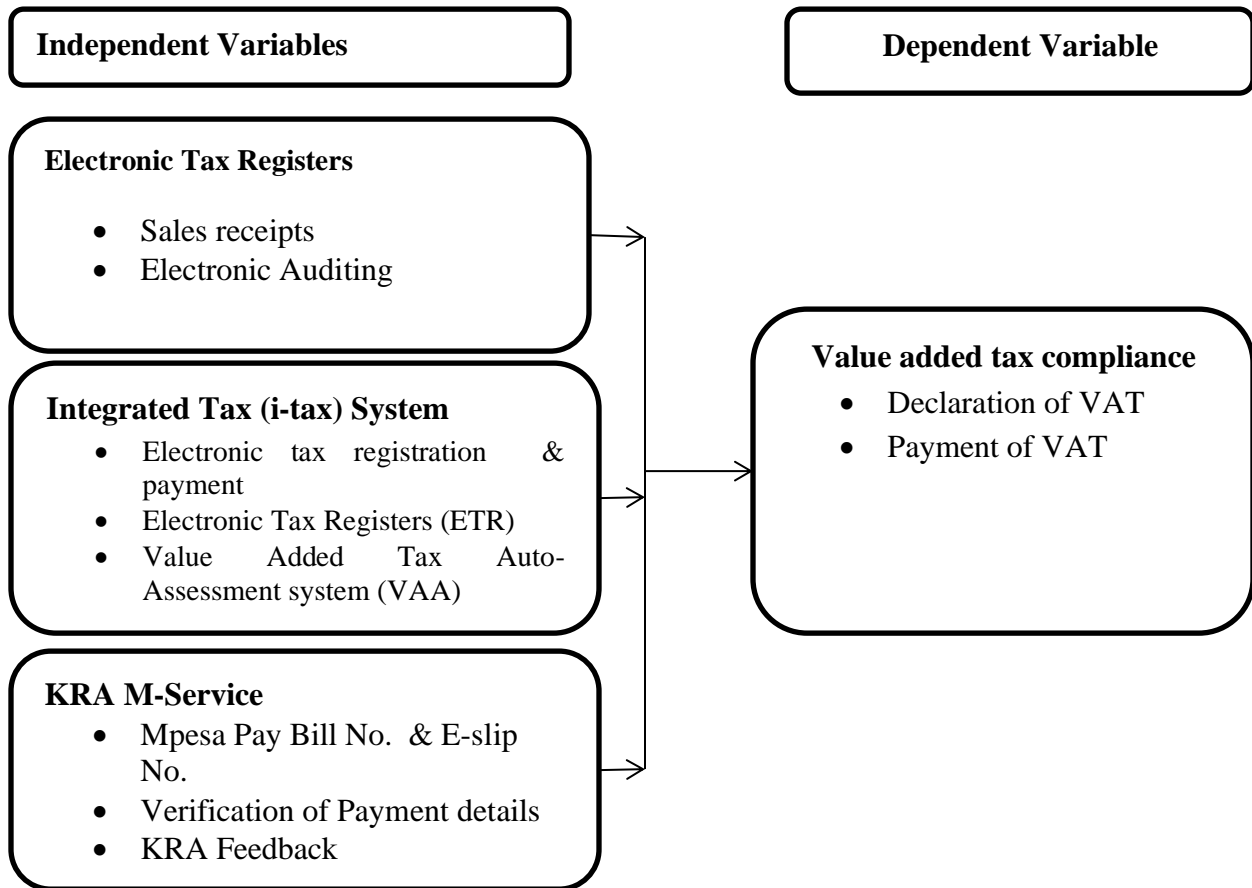 Independent Variables
Dependent Variable
Electronic Tax Registers
• Sales receipts
• Electronic Auditing
Integrated Tax (i-tax) System
• Electronic tax registration &
payment
• Electronic Tax Registers (ETR)
• Value Added Tax Auto-
Assessment system (VAA)
KRA M-Service
• Mpesa Pay Bill No. & E-slip
No.
• Verification of Payment details
• KRA Feedback
Value added tax compliance
• Declaration of VAT
• Payment of VAT